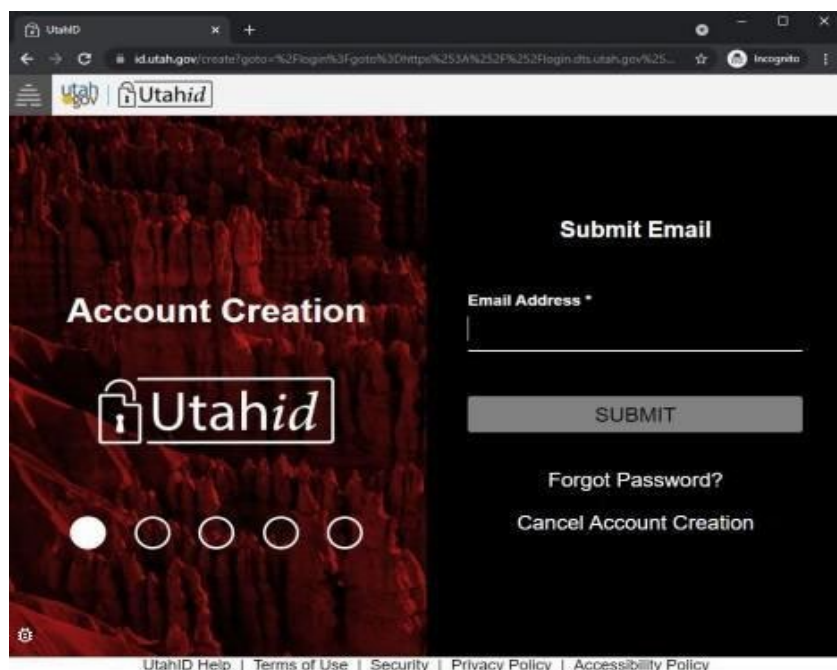 UtahID
id.utah.gov/create?goto=%2Flogin%3Fgoto%3Dhttps%253A%252F%252Flogin.dts.utah.gov%25...
Incognito
utah
gov
Utahid
Submit Email
Email Address *
Account Creation
Utahid
SUBMIT
Forgot Password?
Cancel Account Creation
UtahID Help | Terms of Use | Security | Privacy Policy | Accessibility Policy